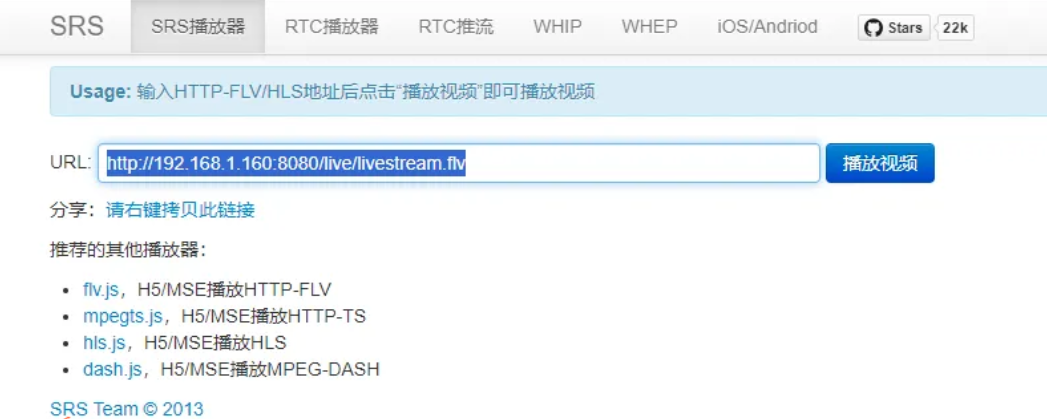 SRS SRS播放器 RTC播放器 RTC推流 WHIP WHEP iOS/Andriod Stars 22k
Usage: 输入HTTP-FLV/HLS地址后点击“播放视频”即可播放视频
URL: http://192.168.1.160:8080/live/livestream.flv 播放视频
分享：请右键拷贝此链接
推荐的其他播放器：
• flv.js，H5/MSE播放HTTP-FLV
• mpegts.js，H5/MSE播放HTTP-TS
• hls.js，H5/MSE播放HLS
• dash.js，H5/MSE播放MPEG-DASH
SRS Team © 2013